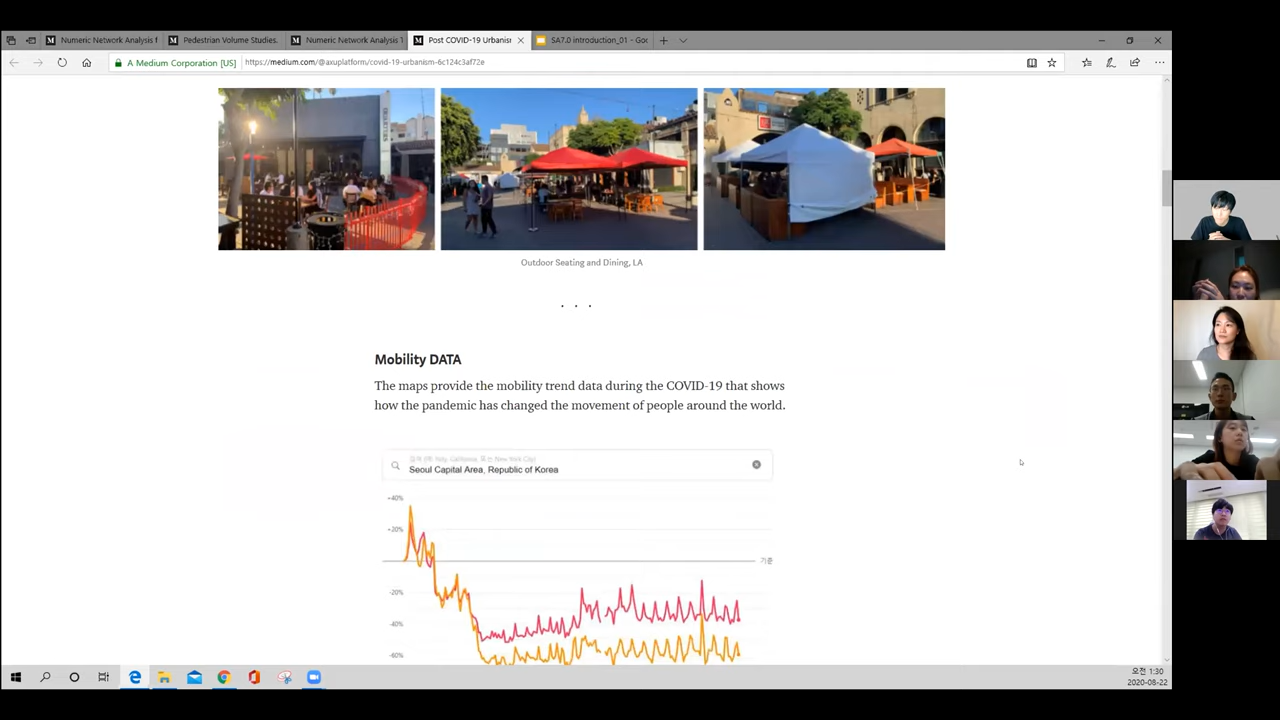 Numeric Network Analysis f
Pedestrian Volume Studies.
Numeric Network Analysis T
Post COVID-19 Urbanism
SA7.0 introduction_01 - Goo
A Medium Corporation [US]
https://medium.com/@axuplatform/covid-19-urbanism-6c124c3af72e
Outdoor Seating and Dining, LA
. . .
Mobility DATA
The maps provide the mobility trend data during the COVID-19 that shows
how the pandemic has changed the movement of people around the world.
Seoul Capital Area, Republic of Korea
+40%
+20%
기준
-20%
-40%
-60%
오전 1:30
2020-08-22